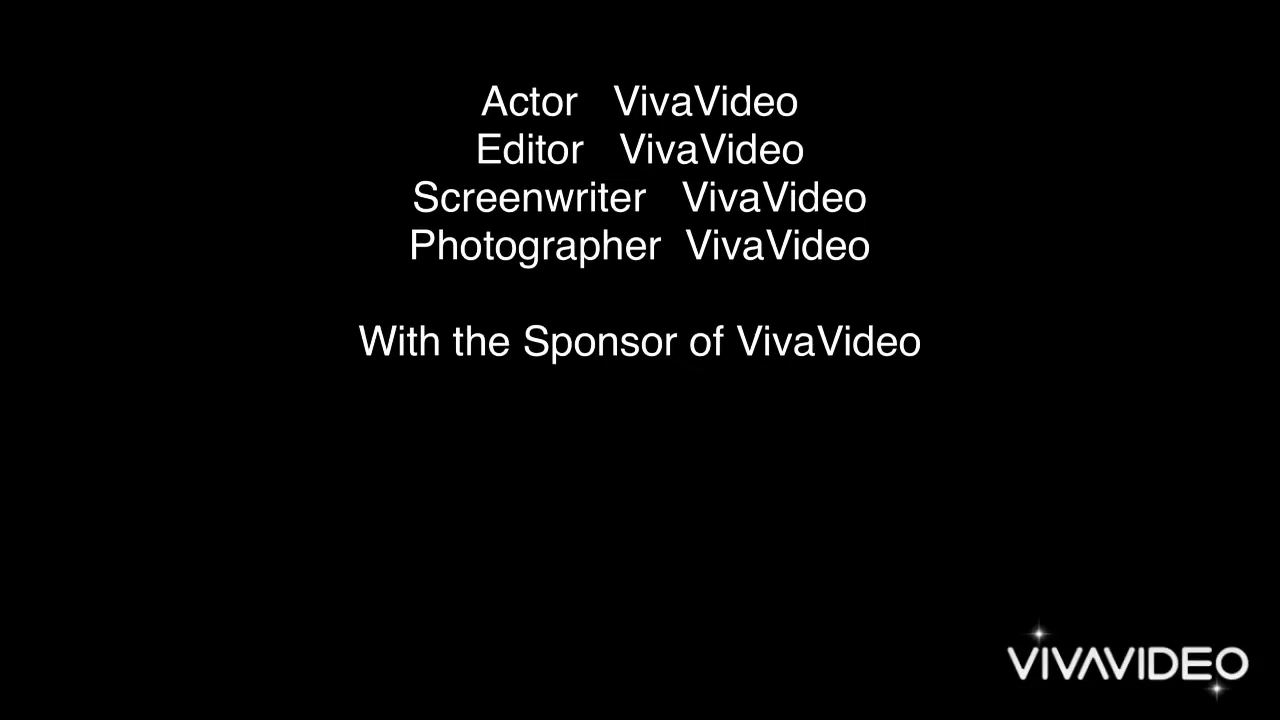 Actor VivaVideo
Editor VivaVideo
Screenwriter VivaVideo
Photographer VivaVideo
With the Sponsor of VivaVideo
VIVAVIDEO